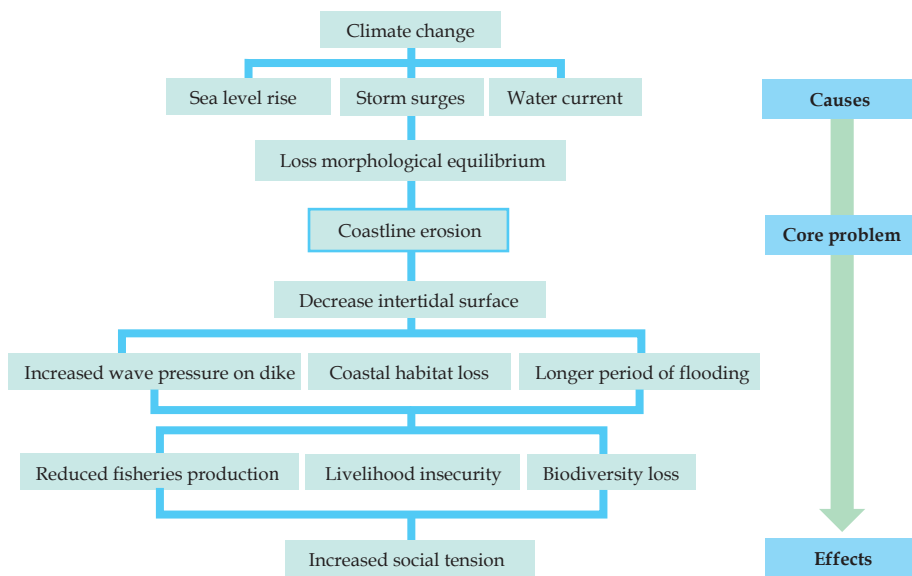 Climate change
Sea level rise
Storm surges
Water current
Causes
Loss morphological equilibrium
Coastline erosion
Core problem
Decrease intertidal surface
Increased wave pressure on dike
Coastal habitat loss
Longer period of flooding
Reduced fisheries production
Livelihood insecurity
Biodiversity loss
Increased social tension
Effects